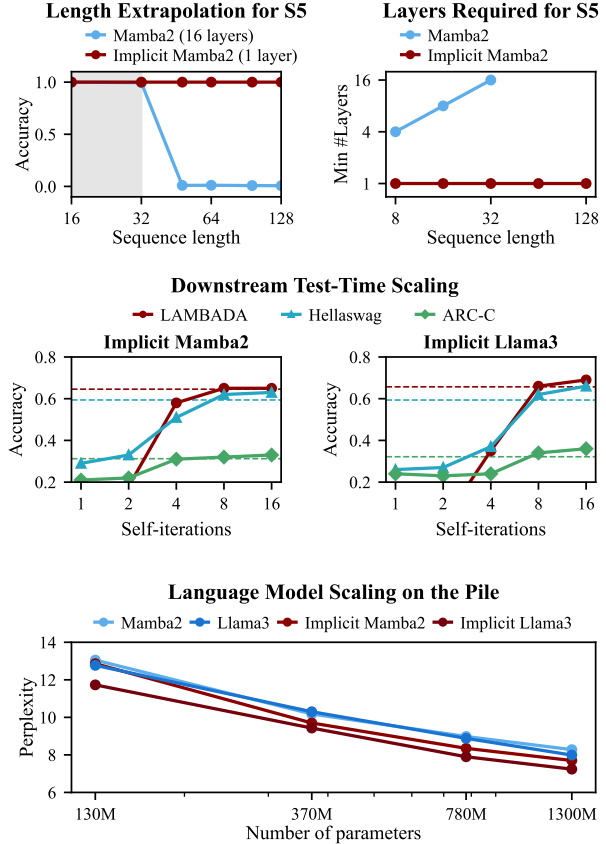 Length Extrapolation for S5
Mamba2 (16 layers)
Implicit Mamba2 (1 layer)
Accuracy
1.0
0.5
0.0
16 32 64 128
Sequence length
Layers Required for S5
Mamba2
Implicit Mamba2
Min #Layers
16
4
1
8 32 128
Sequence length
Downstream Test-Time Scaling
LAMBADA Hellaswag ARC-C
Implicit Mamba2
Accuracy
0.8
0.6
0.4
0.2
1 2 4 8 16
Self-iterations
Implicit Llama3
Accuracy
0.8
0.6
0.4
0.2
1 2 4 8 16
Self-iterations
Language Model Scaling on the Pile
Mamba2 Llama3 Implicit Mamba2 Implicit Llama3
Perplexity
14
12
10
8
6
130M 370M 780M 1300M
Number of parameters